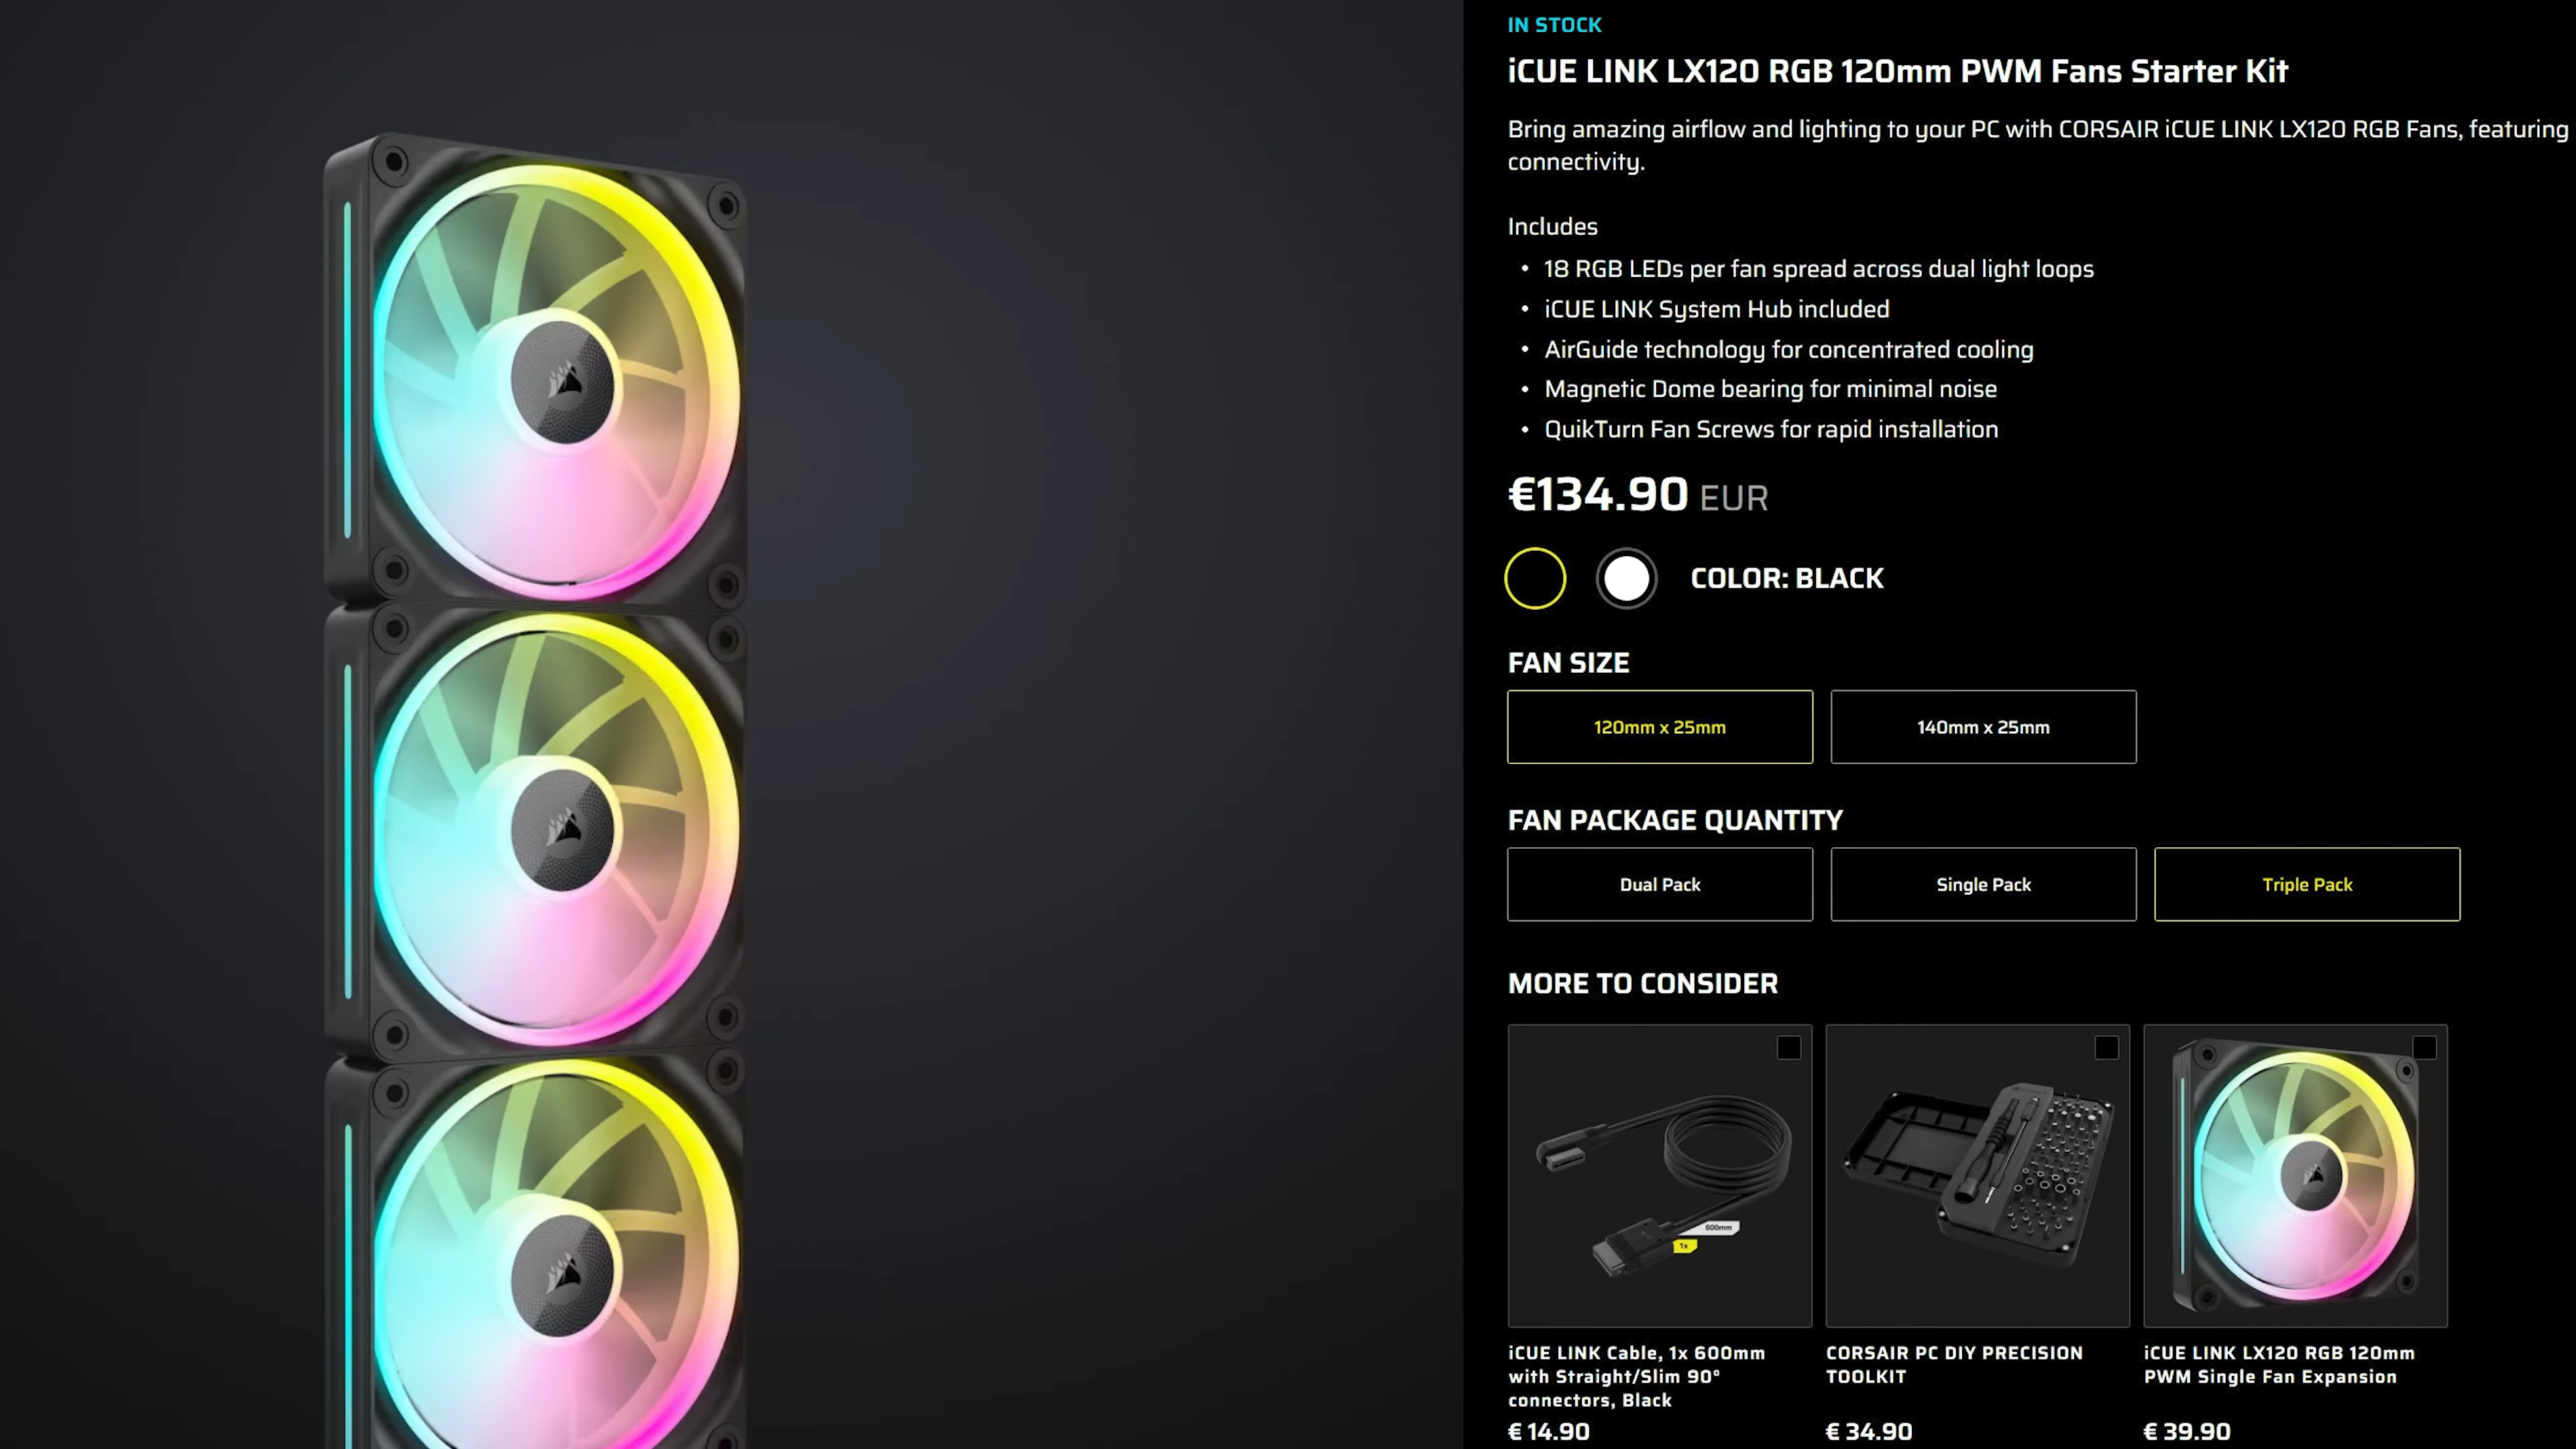 IN STOCK
iCUE LINK LX120 RGB 120mm PWM Fans Starter Kit
Bring amazing airflow and lighting to your PC with CORSAIR iCUE LINK LX120 RGB Fans, featuring
connectivity.
Includes
• 18 RGB LEDs per fan spread across dual light loops
• iCUE LINK System Hub included
• AirGuide technology for concentrated cooling
• Magnetic Dome bearing for minimal noise
• QuikTurn Fan Screws for rapid installation
€134.90 EUR
COLOR: BLACK
FAN SIZE
120mm x 25mm 140mm x 25mm
FAN PACKAGE QUANTITY
Dual Pack Single Pack Triple Pack
MORE TO CONSIDER
600mm
1x
iCUE LINK Cable, 1x 600mm
with Straight/Slim 90°
connectors, Black
€ 14.90
CORSAIR PC DIY PRECISION
TOOLKIT
€ 34.90
iCUE LINK LX120 RGB 120mm
PWM Single Fan Expansion
€ 39.90